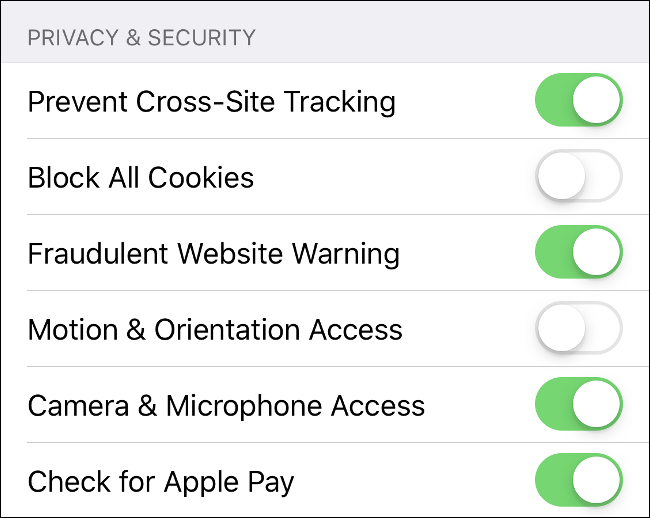 PRIVACY & SECURITY
Prevent Cross-Site Tracking
Block All Cookies
Fraudulent Website Warning
Motion & Orientation Access
Camera & Microphone Access
Check for Apple Pay